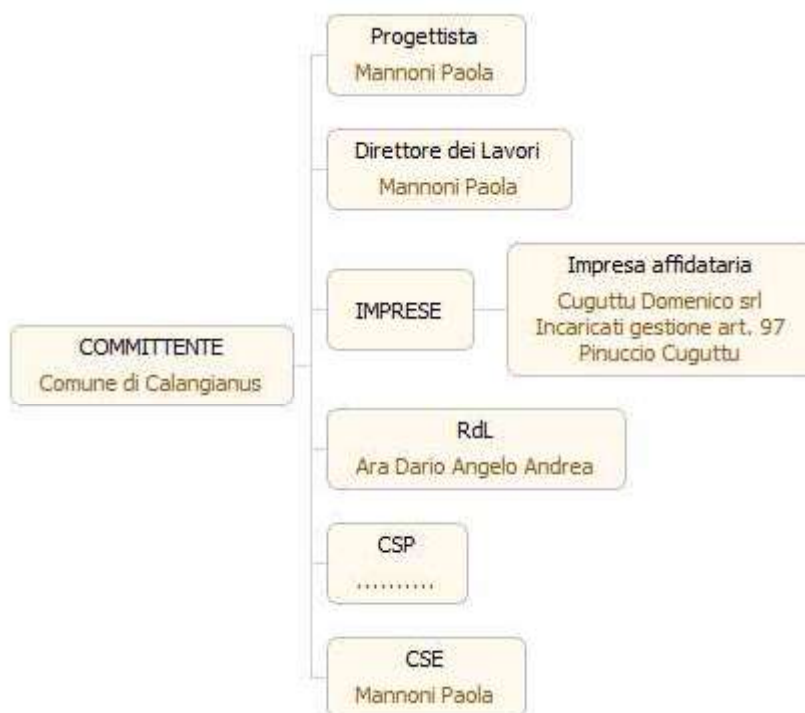 Progettista
Mannoni Paola
Direttore dei Lavori
Mannoni Paola
IMPRESE
Impresa affidataria
Cuguttu Domenico srl
Incaricati gestione art. 97
Pinuccio Cuguttu
COMMITTENTE
Comune di Calangianus
RdL
Ara Dario Angelo Andrea
CSP
..........
CSE
Mannoni Paola